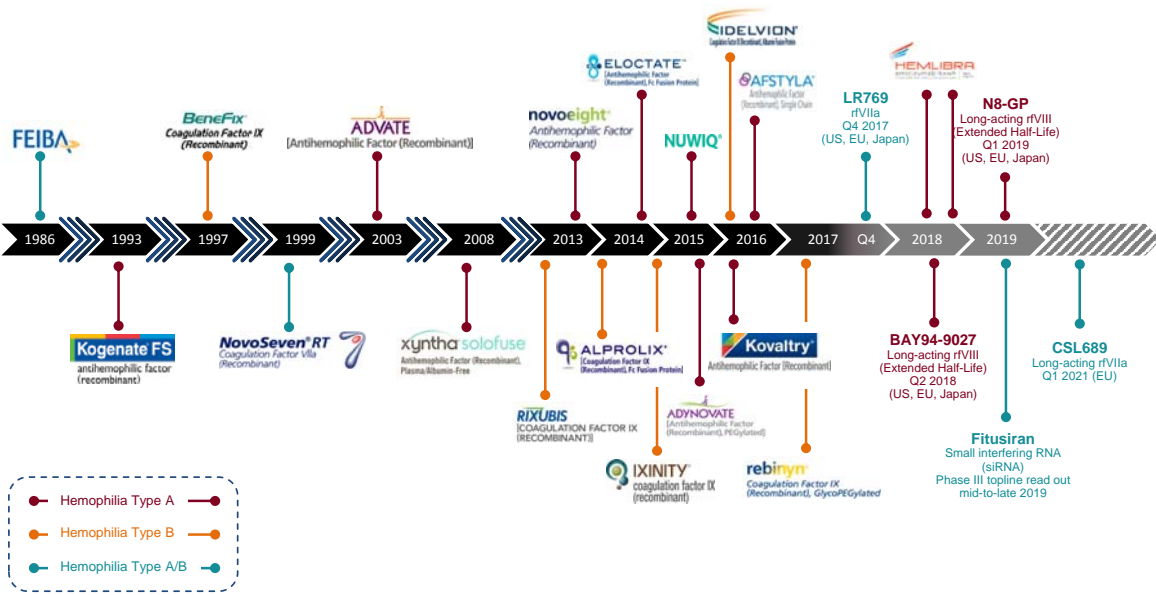 FEIBA
BeneFix
Coagulation Factor IX
(Recombinant)
ADVATE
[Antihemophilic Factor (Recombinant)]
novoeight®
Antihemophilic Factor
(Recombinant)
ELOCTATE™
[Antihemophilic Factor
(Recombinant), Fc Fusion Protein]
NUWIQ®
IDELVION®
Coagulation Factor IX (Recombinant), Albumin Fusion Protein
AFSTYLA®
Antihemophilic Factor
(Recombinant), Single Chain
LR769
rfVIIa
Q4 2017
(US, EU, Japan)
HEMLIBRA
N8-GP
Long-acting rfVIII
(Extended Half-Life)
Q1 2019
(US, EU, Japan)
1986
1993
1997
1999
2003
2008
2013
2014
2015
2016
2017
Q4
2018
2019
Kogenate® FS
antihemophilic factor
(recombinant)
NovoSeven® RT
Coagulation Factor VIIa
(Recombinant)
xyntha solofuse
Antihemophilic Factor (Recombinant),
Plasma/Albumin-Free
RIXUBIS
[COAGULATION FACTOR IX
(RECOMBINANT)]
ALPROLIX®
[Coagulation Factor IX
(Recombinant), Fc Fusion Protein]
IXINITY®
coagulation factor IX
(recombinant)
ADYNOVATE
[Antihemophilic Factor
(Recombinant), PEGylated]
Kovaltry®
Antihemophilic Factor (Recombinant)
rebinyn®
Coagulation Factor IX
(Recombinant), GlycoPEGylated
BAY94-9027
Long-acting rfVIII
(Extended Half-Life)
Q2 2018
(US, EU, Japan)
Fitusiran
Small interfering RNA
(siRNA)
Phase III topline read out
mid-to-late 2019
CSL689
Long-acting rfVIIa
Q1 2021 (EU)
Hemophilia Type A
Hemophilia Type B
Hemophilia Type A/B